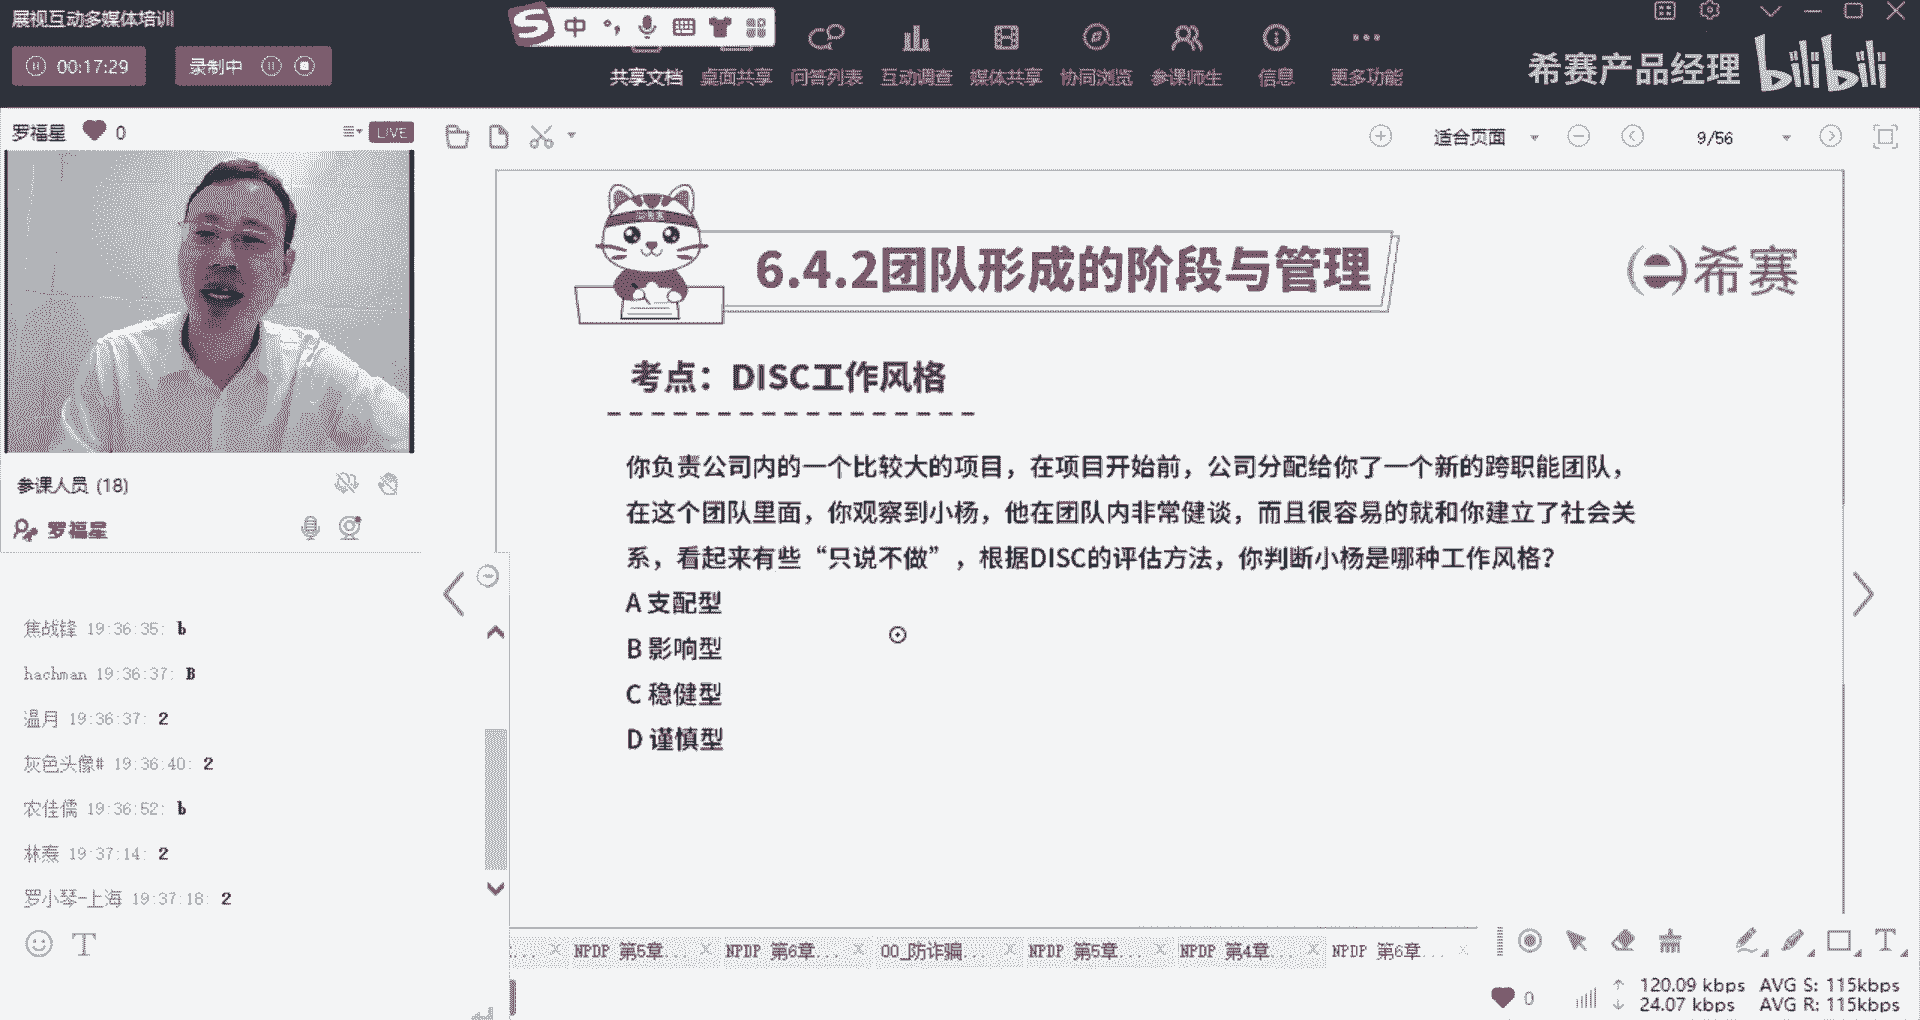 展视互动多媒体培训
00:17:29
录制中
中
共享文档
桌面共享
问答列表
互动调查
媒体共享
协同浏览
参课师生
信息
更多功能
希赛产品经理
bilibili
罗福星 0
LIVE
适合页面
9/56
6.4.2团队形成的阶段与管理
希赛
考点：DISC工作风格
你负责公司内的一个比较大的项目，在项目开始前，公司分配给你了一个新的跨职能团队，
在这个团队里面，你观察到小杨，他在团队内非常健谈，而且很容易的就和你建立了社会关
系，看起来有些“只说不做”，根据DISC的评估方法，你判断小杨是哪种工作风格？
A 支配型
B 影响型
C 稳健型
D 谨慎型
参课人员 (18)
罗福星
焦战锋 19:36:35: b
hachman 19:36:37: B
温月 19:36:37: 2
灰色头像# 19:36:40: 2
农佳儒 19:36:52: b
19:37:14: 2
罗小琴-上海 19:37:18: 2
NPDP 第5章...
NPDP 第6章...
00_防诈骗...
NPDP 第5章...
NPDP 第4章...
NPDP 第6章...
0
120.09 kbps AVG S: 115kbps
24.07 kbps AVG R: 115kbps